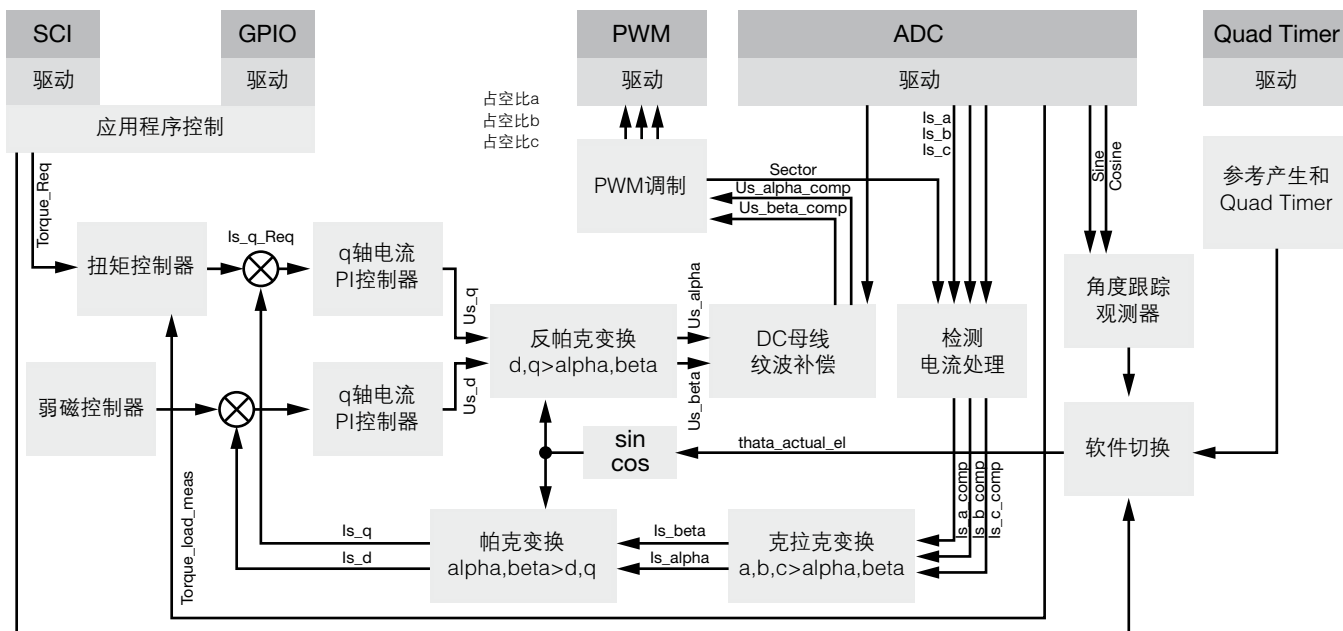 SCI
GPIO
PWM
ADC
Quad Timer
驱动
驱动
驱动
驱动
驱动
应用程序控制
占空比a
占空比b
占空比c
Is_a
Is_b
Is_c
Sine
Cosine
Torque_Req
PWM调制
Sector
Us_alpha_comp
Us_beta_comp
参考产生和
Quad Timer
扭矩控制器
Is_q_Req
q轴电流
PI控制器
Us_q
反帕克变换
d,q>alpha,beta
Us_alpha
Us_beta
DC母线
纹波补偿
检测
电流处理
角度跟踪
观测器
弱磁控制器
q轴电流
PI控制器
Us_d
sin
cos
thata_actual_el
软件切换
Torque_load_meas
Is_q
Is_d
帕克变换
alpha,beta>d,q
Is_beta
Is_alpha
克拉克变换
a,b,c>alpha,beta
Is_a_comp
Is_b_comp
Is_c_comp